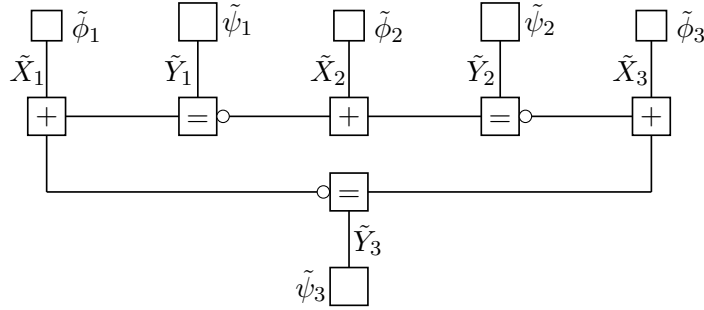 ϕ̃₁ ψ̃₁ ϕ̃₂ ψ̃₂ ϕ̃₃
X̃₁ Ỹ₁ X̃₂ Ỹ₂ X̃₃
+ = + = +
=
Ỹ₃
ψ̃₃